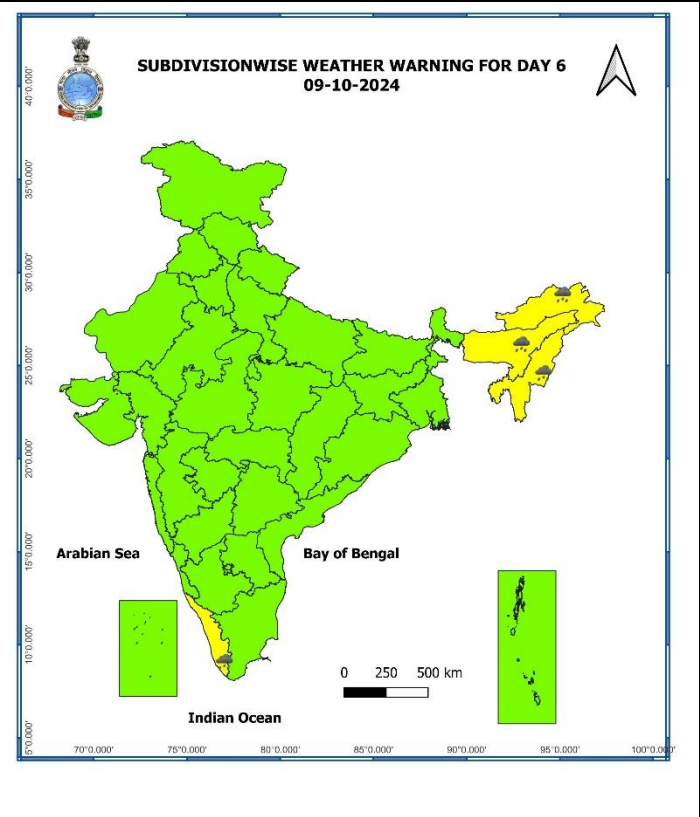 SUBDIVISIONWISE WEATHER WARNING FOR DAY 6
09-10-2024
40°0.000'
35°0.000'
30°0.000'
25°0.000'
20°0.000'
15°0.000'
10°0.000'
5°0.000'
Arabian Sea
Bay of Bengal
0 250 500 km
Indian Ocean
70°0.000' 75°0.000' 80°0.000' 85°0.000' 90°0.000' 95°0.000' 100°0.000'